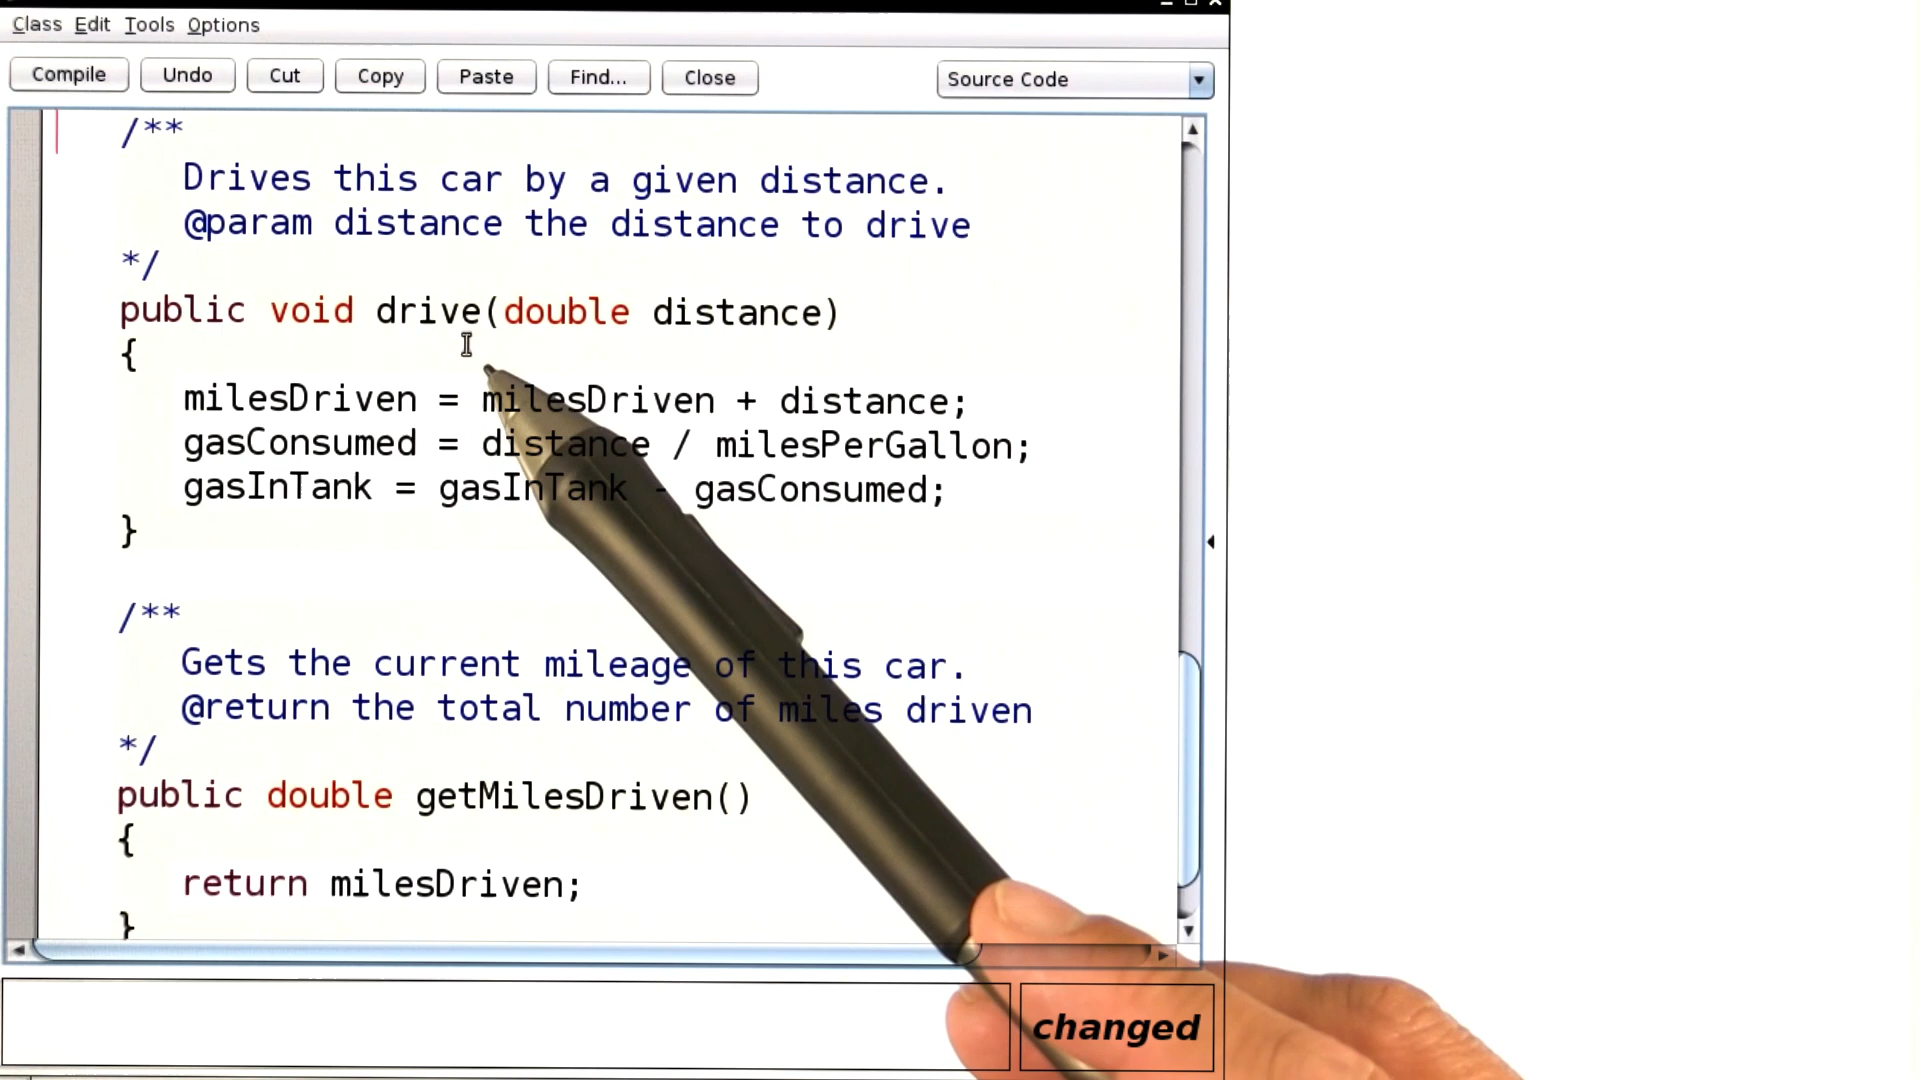 Class Edit Tools Options
Compile Undo Cut Copy Paste Find... Close Source Code
/**
Drives this car by a given distance.
@param distance the distance to drive
*/
public void drive(double distance)
{
milesDriven = milesDriven + distance;
gasConsumed = distance / milesPerGallon;
gasInTank = gasInTank - gasConsumed;
}
/**
Gets the current mileage of this car.
@return the total number of miles driven
*/
public double getMilesDriven()
{
return milesDriven;
}
changed